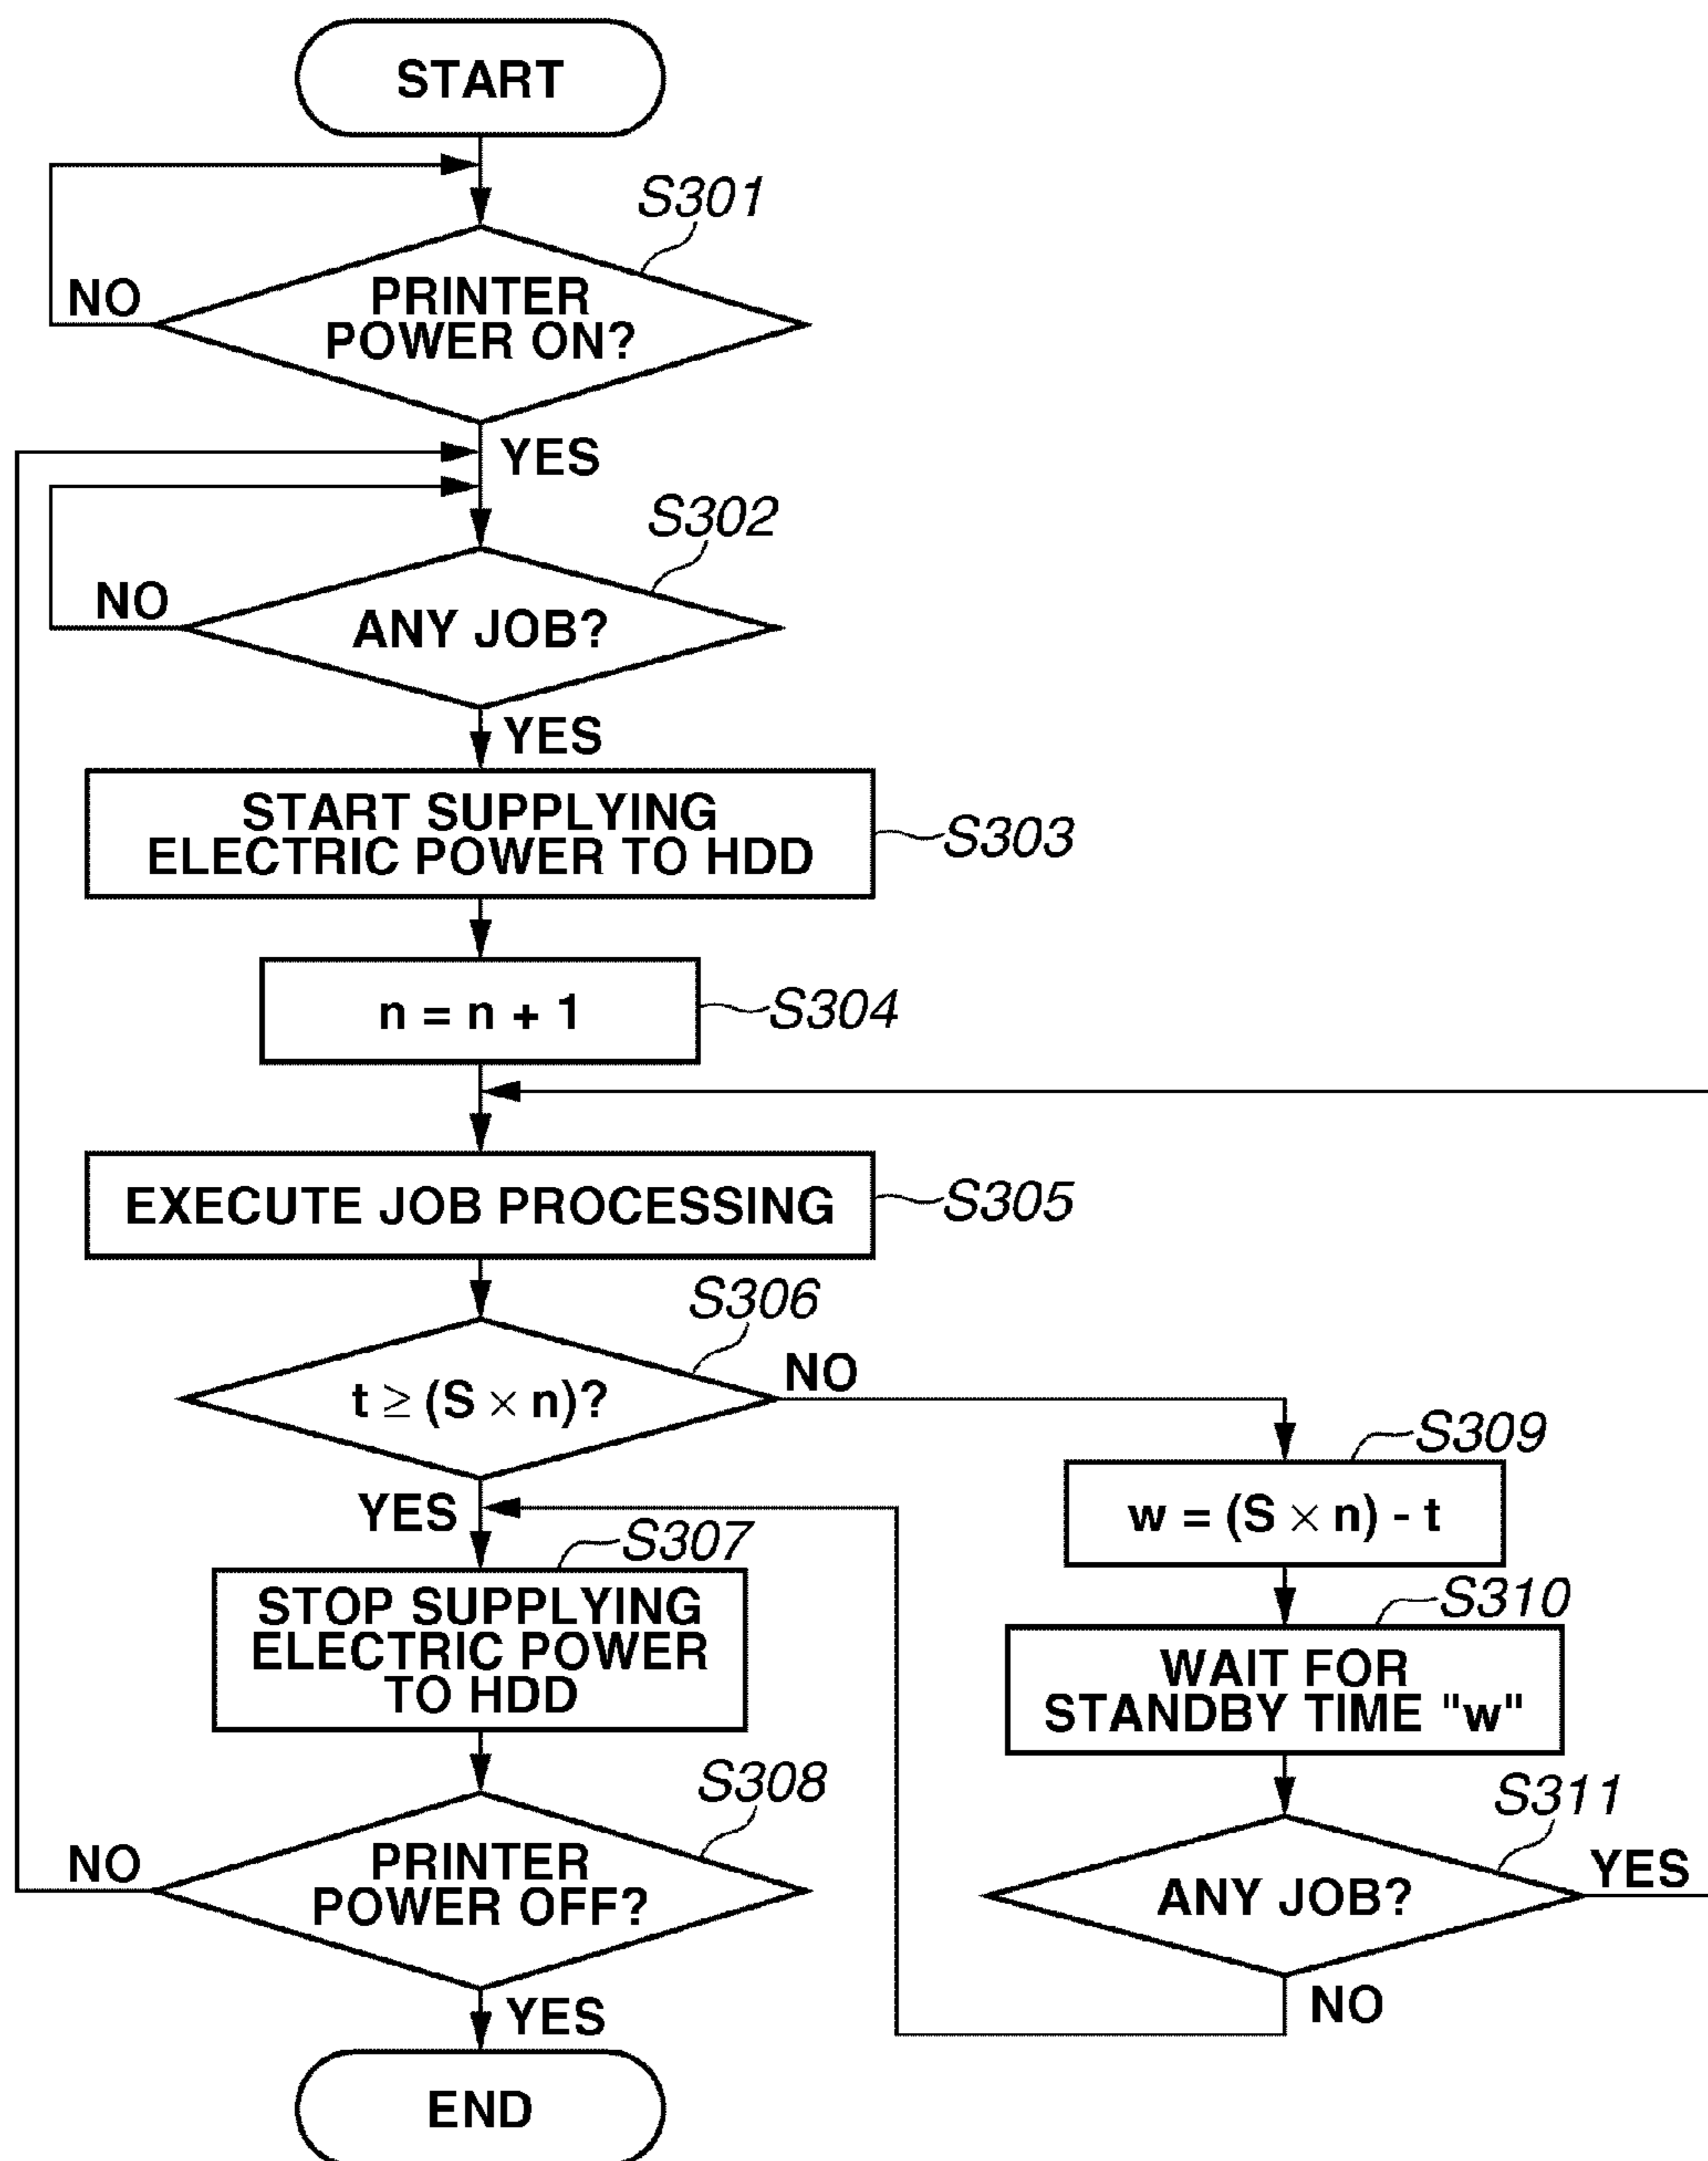 START
S301
PRINTER
POWER ON?
NO
YES
S302
ANY JOB?
NO
YES
START SUPPLYING
ELECTRIC POWER TO HDD
S303
n = n + 1
S304
EXECUTE JOB PROCESSING
S305
S306
t ≥ (S × n)?
NO
YES
S309
w = (S × n) - t
S307
STOP SUPPLYING
ELECTRIC POWER
TO HDD
S310
WAIT FOR
STANDBY TIME "w"
S308
PRINTER
POWER OFF?
NO
YES
S311
ANY JOB?
YES
NO
END